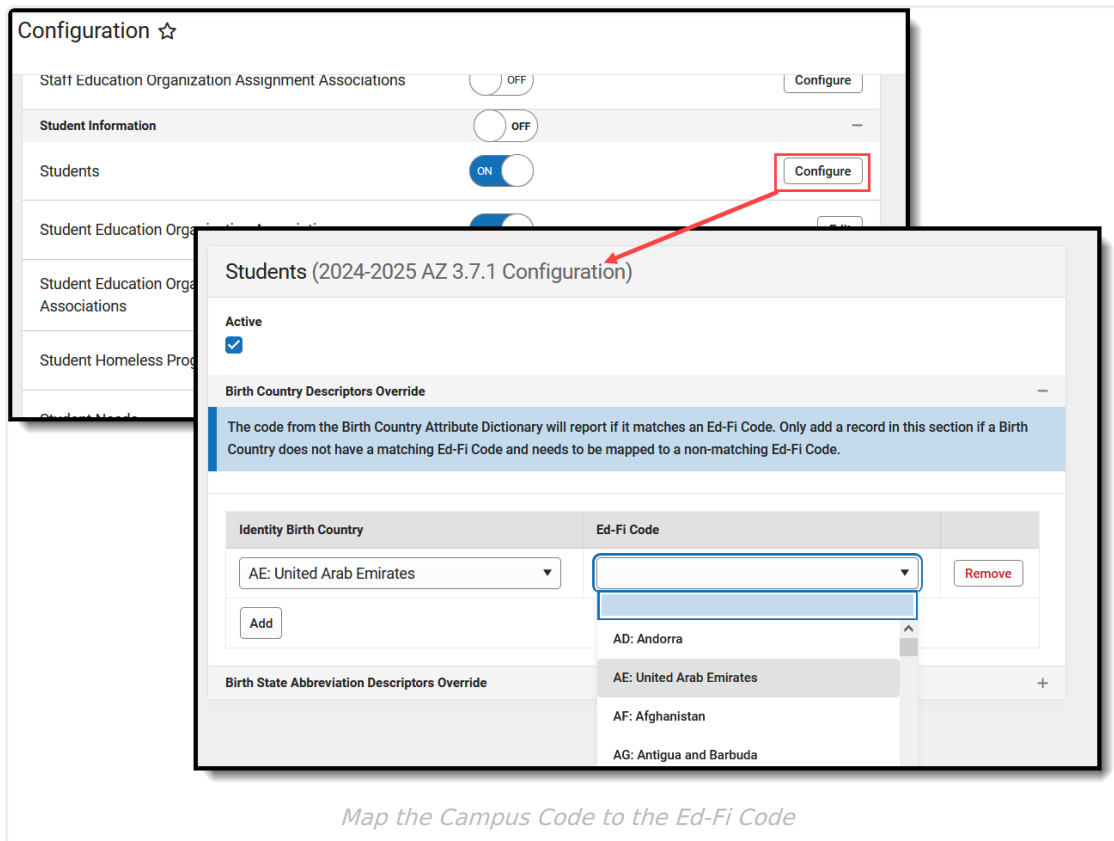 Configuration
Staff Education Organization Assignment Associations
OFF
Configure
Student Information
OFF
Students
ON
Configure
Student Education Orga
Student Education Orga
Associations
Student Homeless Prog
Students (2024-2025 AZ 3.7.1 Configuration)
Active
Birth Country Descriptors Override
The code from the Birth Country Attribute Dictionary will report if it matches an Ed-Fi Code. Only add a record in this section if a Birth
Country does not have a matching Ed-Fi Code and needs to be mapped to a non-matching Ed-Fi Code.
Identity Birth Country
Ed-Fi Code
AE: United Arab Emirates
Remove
Add
AD: Andorra
AE: United Arab Emirates
AF: Afghanistan
AG: Antigua and Barbuda
Birth State Abbreviation Descriptors Override
Map the Campus Code to the Ed-Fi Code